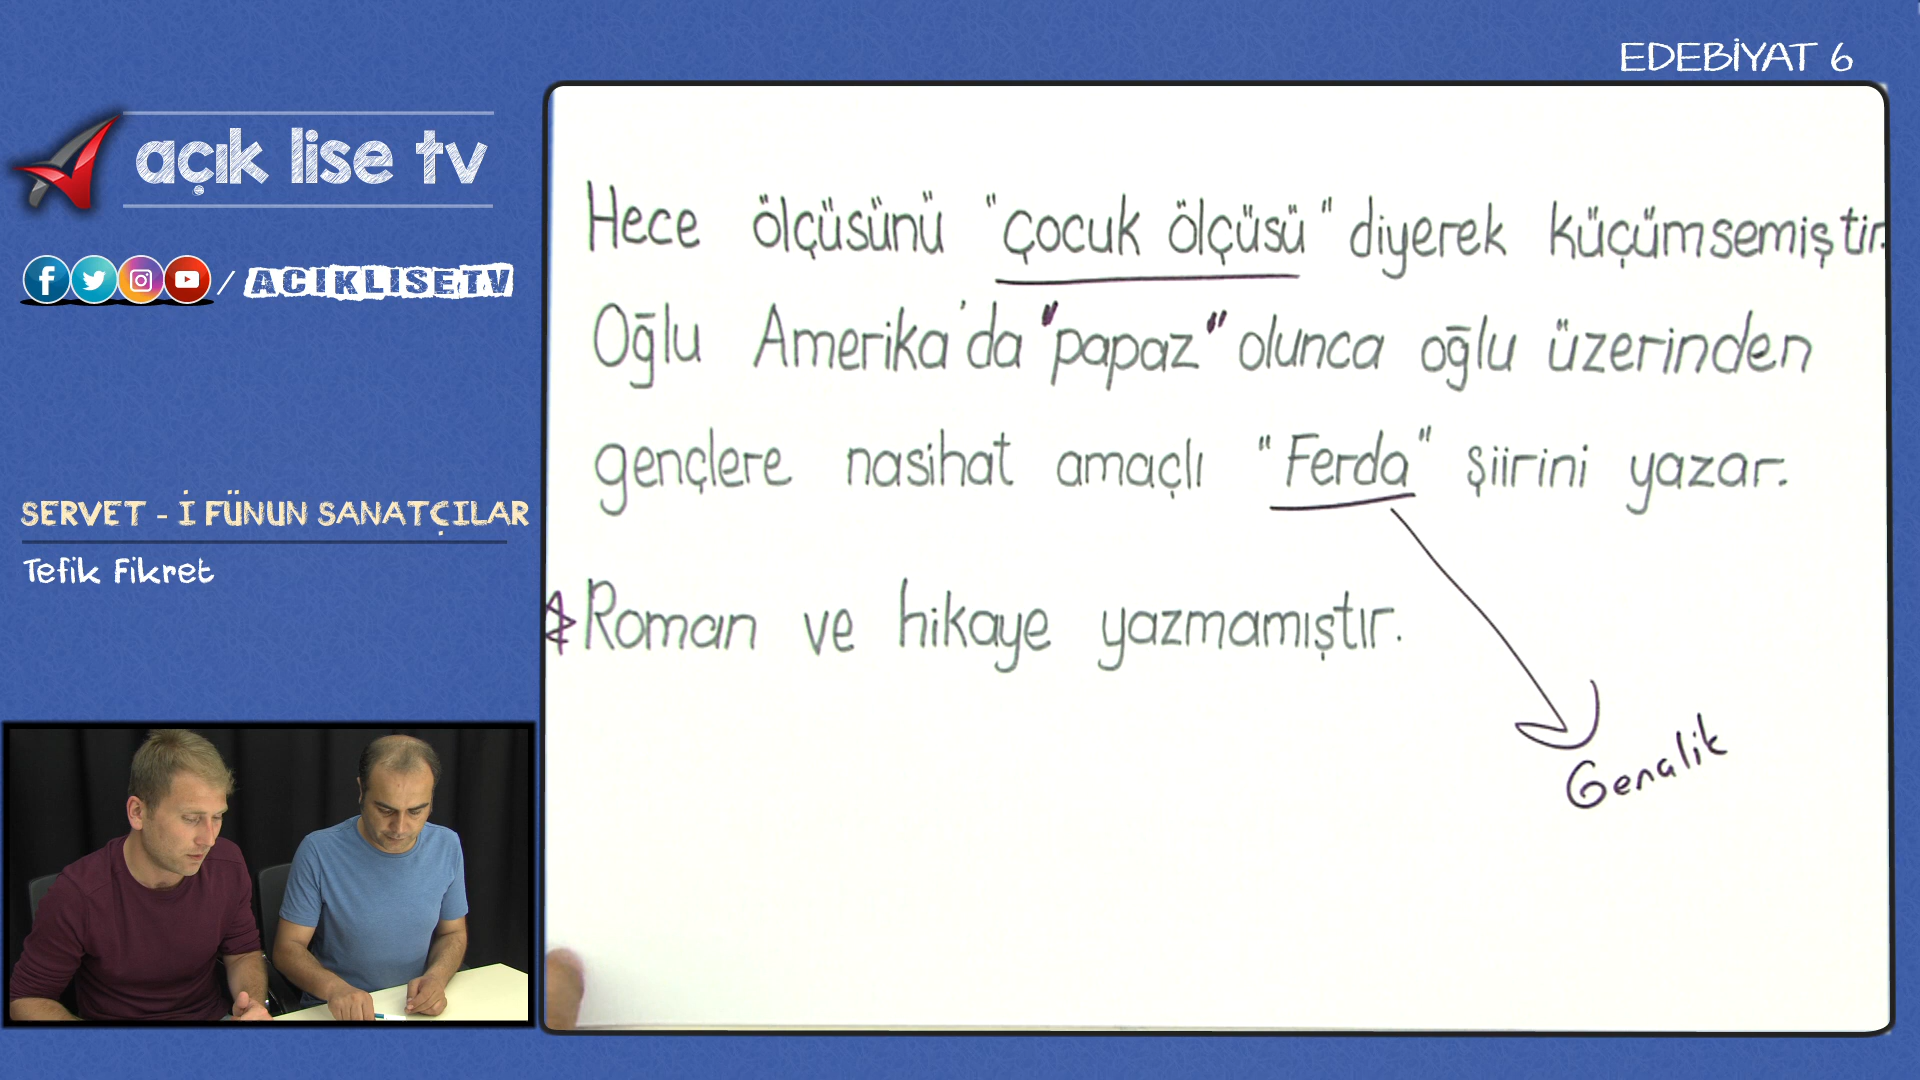 EDEBİYAT 6
açık lise tv
/ ACIKLISETV
SERVET - İ FÜNUN SANATÇILAR
Tefik Fikret
Hece ölçüsünü "çocuk ölçüsü" diyerek küçümsemiştir.
Oğlu Amerika'da "papaz" olunca oğlu üzerinden
gençlere nasihat amaçlı "Ferda" şiirini yazar.
Roman ve hikaye yazmamıştır.
Genalik